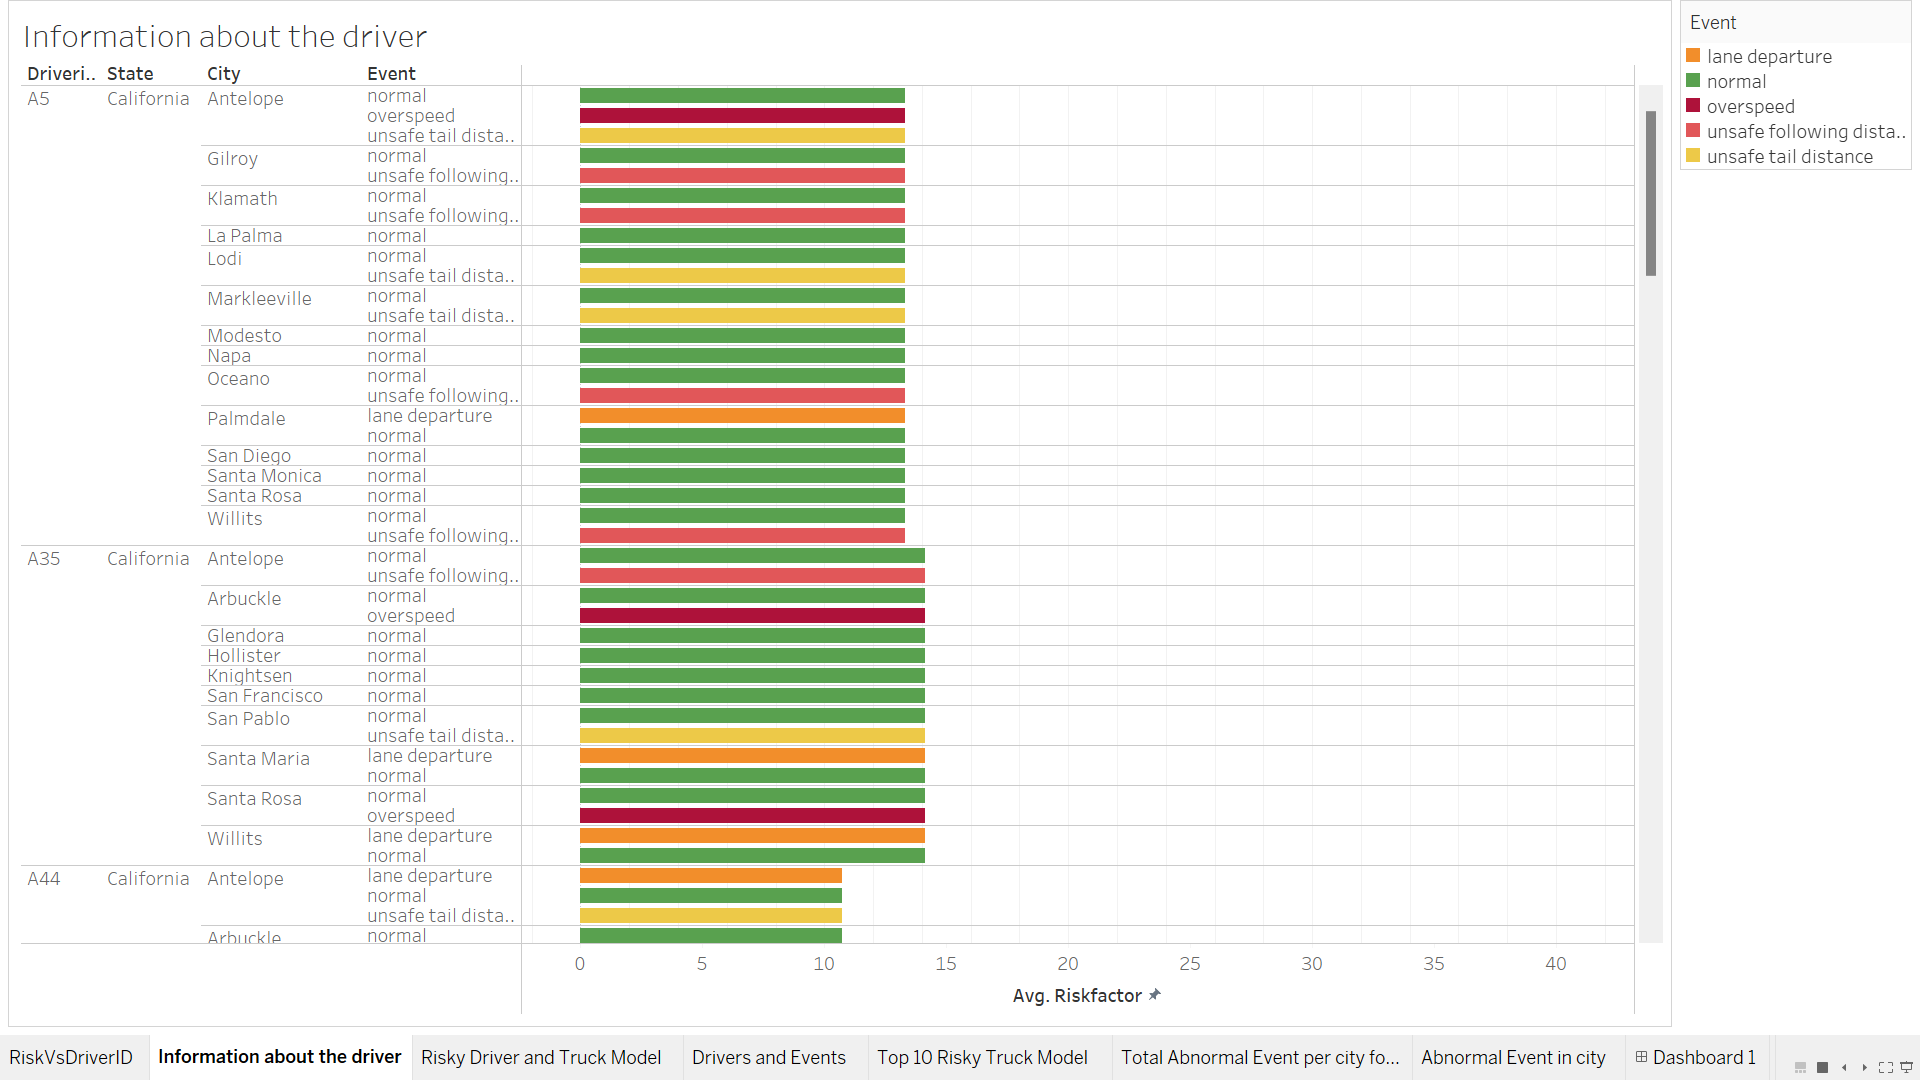 Information about the driver
Driveri.. State City Event
A5 California Antelope normal
overspeed
unsafe tail dista..
Gilroy normal
unsafe following..
Klamath normal
unsafe following..
La Palma normal
Lodi normal
unsafe tail dista..
Markleeville normal
unsafe tail dista..
Modesto normal
Napa normal
Oceano normal
unsafe following..
Palmdale lane departure
normal
San Diego normal
Santa Monica normal
Santa Rosa normal
Willits normal
unsafe following..
A35 California Antelope normal
unsafe following..
Arbuckle normal
overspeed
Glendora normal
Hollister normal
Knightsen normal
San Francisco normal
San Pablo normal
unsafe tail dista..
Santa Maria lane departure
normal
Santa Rosa normal
overspeed
Willits lane departure
normal
A44 California Antelope lane departure
normal
unsafe tail dista..
Arbuckle normal
0 5 10 15 20 25 30 35 40
Avg. Riskfactor
Event
lane departure
normal
overspeed
unsafe following dista..
unsafe tail distance
RiskVsDriverID Information about the driver Risky Driver and Truck Model Drivers and Events Top 10 Risky Truck Model Total Abnormal Event per city fo... Abnormal Event in city Dashboard 1